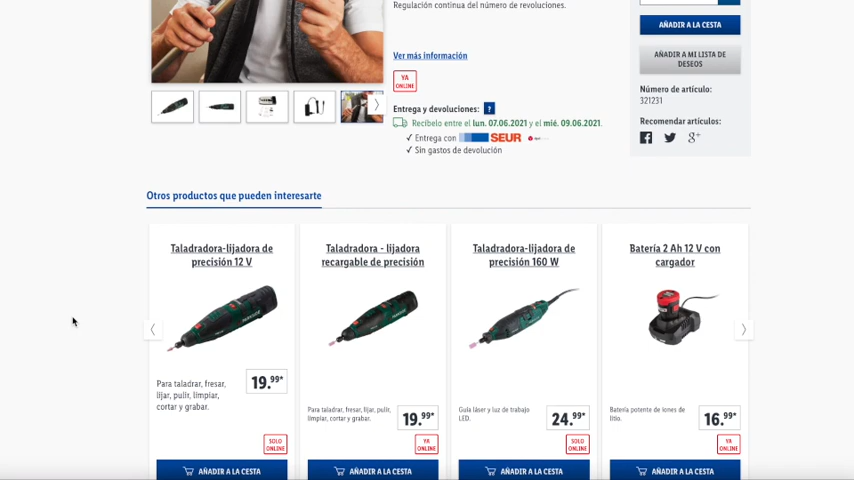 Regulación continua del número de revoluciones.
AÑADIR A LA CESTA
Ver más información
AÑADIR A MI LISTA DE
DESEOS
YA
ONLINE
Número de artículo:
321231
Entrega y devoluciones: ?
Recíbelo entre el lun. 07.06.2021 y el mié. 09.06.2021.
Recomendar artículos:
✓ Entrega con SEUR
✓ Sin gastos de devolución
Otros productos que pueden interesarte
Taladradora-lijadora de
precisión 12 V
Para taladrar, fresar,
lijar, pulir, limpiar,
cortar y grabar.
19.99*
SOLO
ONLINE
AÑADIR A LA CESTA
Taladradora - lijadora
recargable de precisión
Para taladrar, fresar, lijar, pulir,
limpiar, cortar y grabar.
19.99*
YA
ONLINE
AÑADIR A LA CESTA
Taladradora-lijadora de
precisión 160 W
Guía láser y luz de trabajo
LED.
24.99*
SOLO
ONLINE
AÑADIR A LA CESTA
Batería 2 Ah 12 V con
cargador
Batería potente de iones de
litio.
16.99*
YA
ONLINE
AÑADIR A LA CESTA